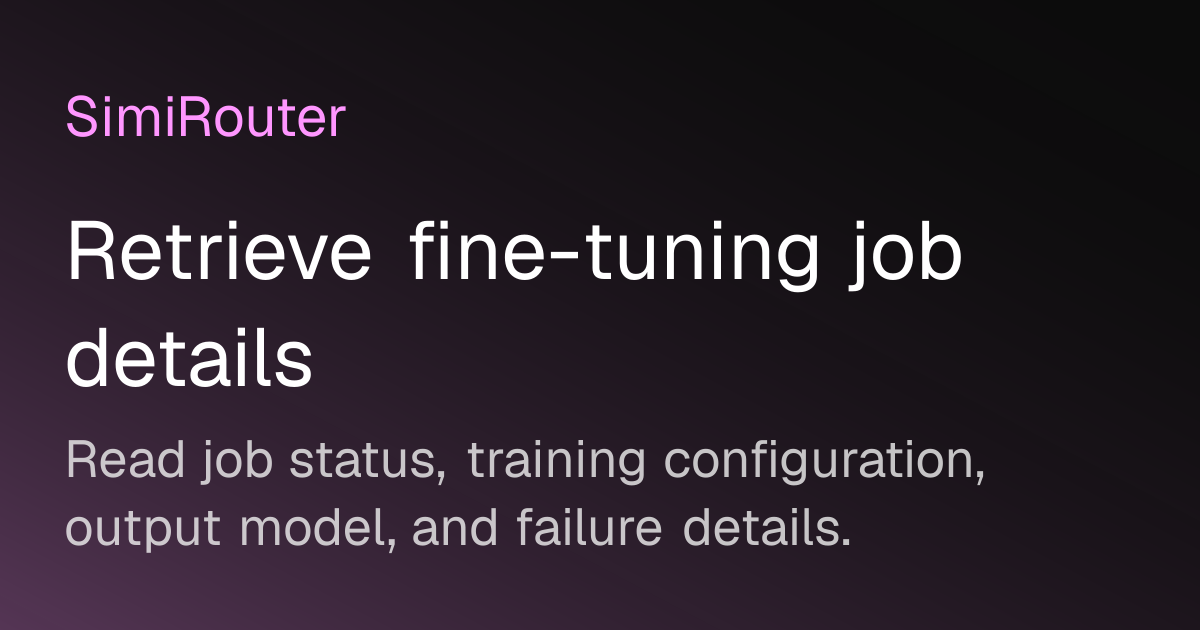 SimiRouter
Retrieve fine-tuning job
details
Read job status, training configuration,
output model, and failure details.